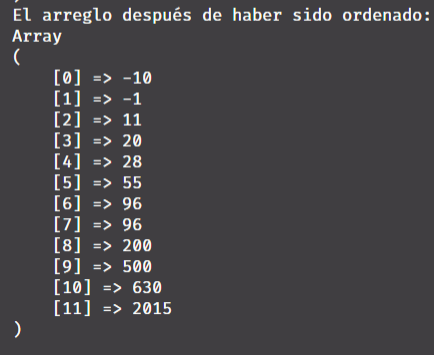 El arreglo después de haber sido ordenado:
Array
(
[0] => -10
[1] => -1
[2] => 11
[3] => 20
[4] => 28
[5] => 55
[6] => 96
[7] => 96
[8] => 200
[9] => 500
[10] => 630
[11] => 2015
)